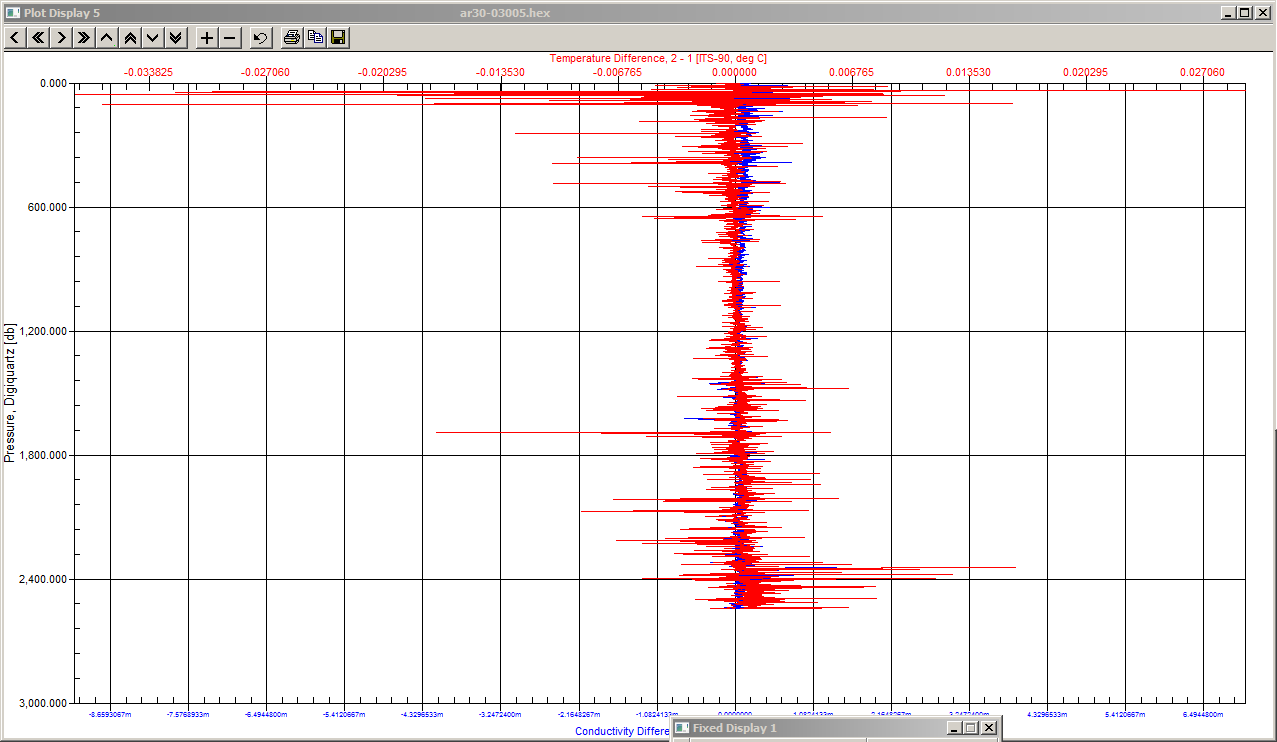 Plot Display 5 ar30-03005.hex
Temperature Difference, 2 - 1 [ITS-90, deg C]
-0.033825 -0.027060 -0.020295 -0.013530 -0.006765 0.000000 0.006765 0.013530 0.020295 0.027060
0.000
600.000
1,200.000
Pressure, Digiquartz [db]
1,800.000
2,400.000
3,000.000
-8.6593067m -7.5768933m -6.4944800m -5.4120667m -4.3296533m -3.2472400m -2.1648267m -1.0824133m 0.0000000 1.0824133m 2.1648267m 3.2472400m 4.3296533m 5.4120667m 6.4944800m
Conductivity Differe
Fixed Display 1